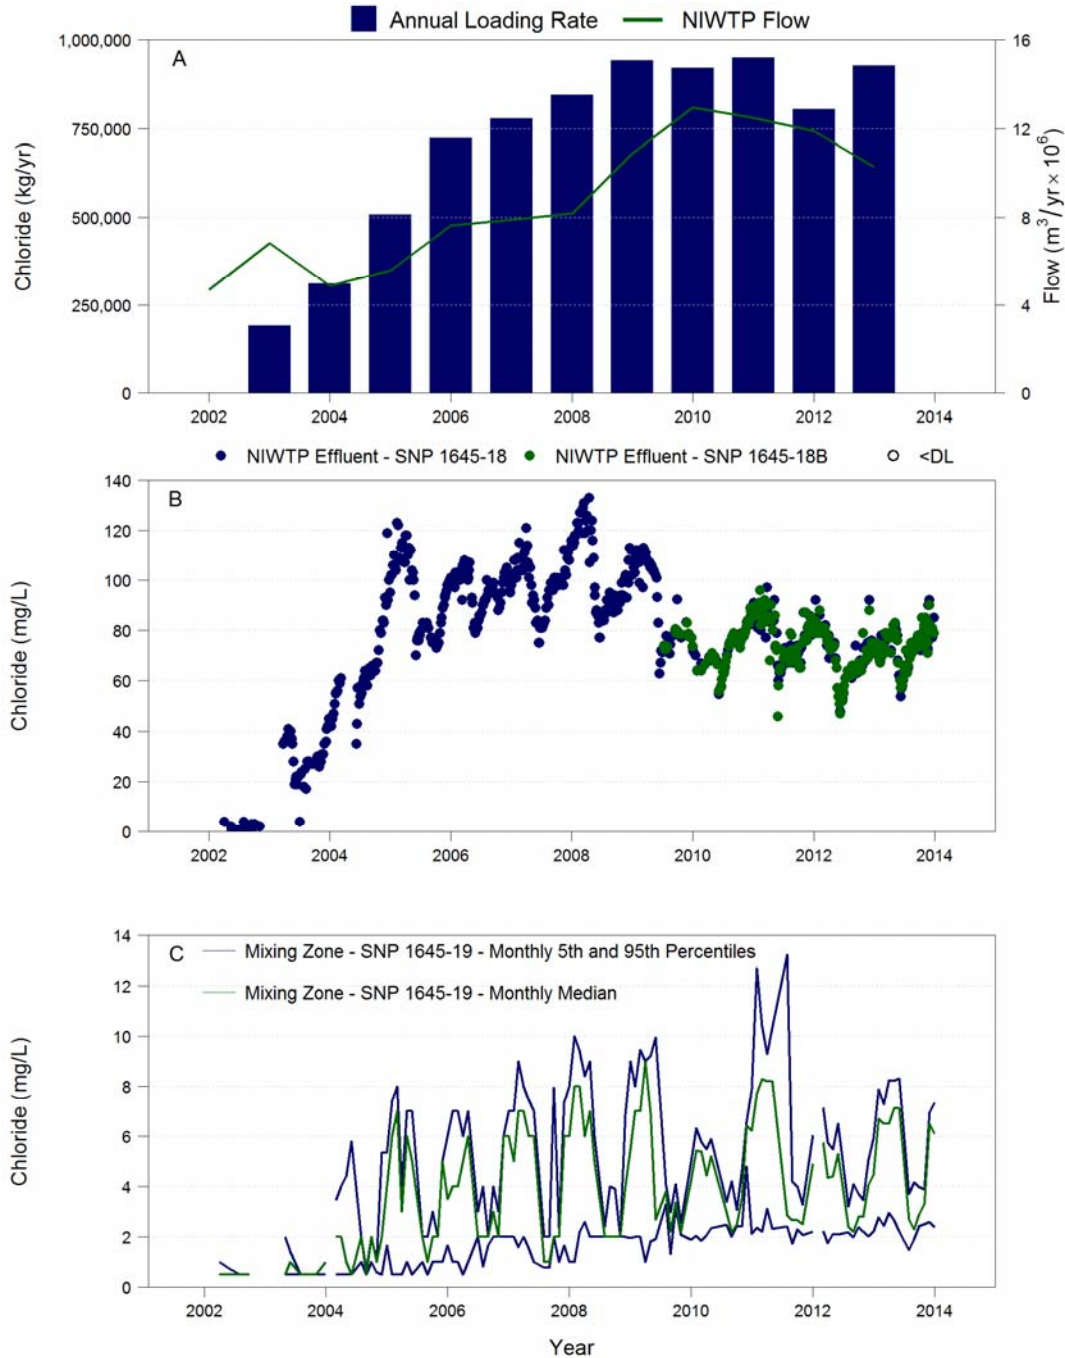 Annual Loading Rate NIWTP Flow
A
Chloride (kg/yr)
1,000,000
750,000
500,000
250,000
0
16
12
8
4
0
Flow (m³/yr × 10⁶)
2002 2004 2006 2008 2010 2012 2014
NIWTP Effluent - SNP 1645-18 NIWTP Effluent - SNP 1645-18B <DL
B
Chloride (mg/L)
140
120
100
80
60
40
20
0
2002 2004 2006 2008 2010 2012 2014
C
Mixing Zone - SNP 1645-19 - Monthly 5th and 95th Percentiles
Mixing Zone - SNP 1645-19 - Monthly Median
Chloride (mg/L)
14
12
10
8
6
4
2
0
2002 2004 2006 2008 2010 2012 2014
Year